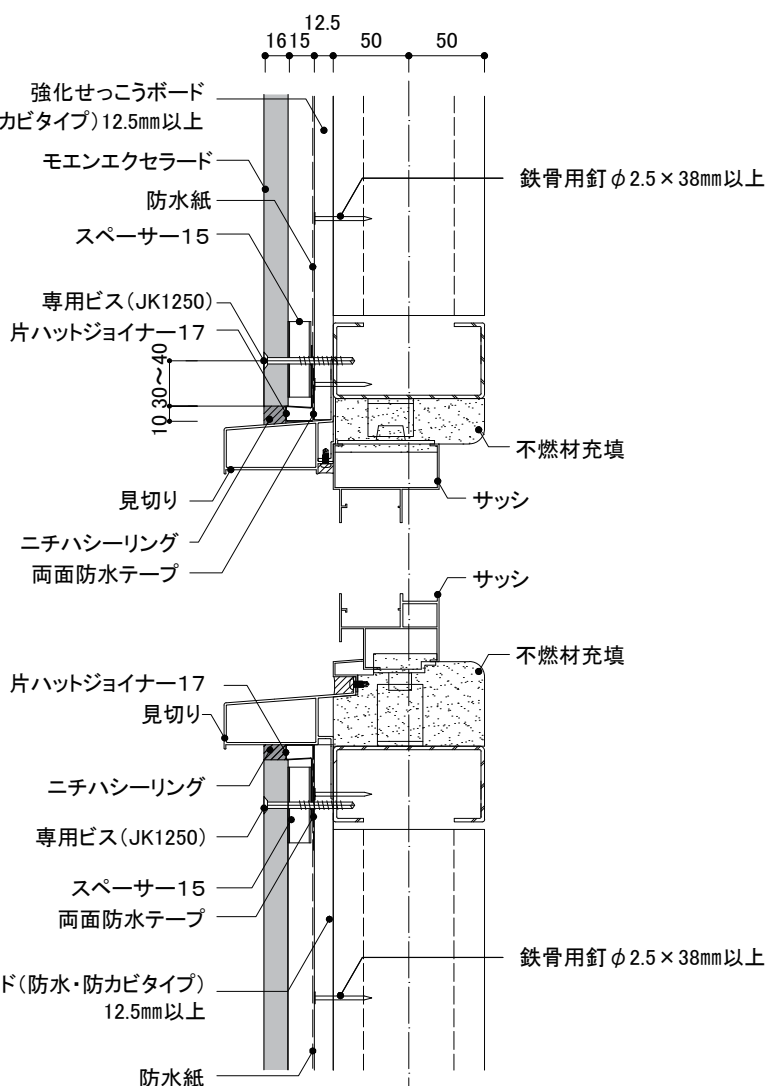 12.5
16 15 50 50
強化せっこうボード
カビタイプ)12.5mm以上
モエンエクセラード
鉄骨用釘φ2.5×38mm以上
防水紙
スペーサー15
専用ビス(JK1250)
片ハットジョイナー17
30~40
10
不燃材充填
見切り
サッシ
ニチハシーリング
両面防水テープ
サッシ
不燃材充填
片ハットジョイナー17
見切り
ニチハシーリング
専用ビス(JK1250)
スペーサー15
両面防水テープ
鉄骨用釘φ2.5×38mm以上
ド(防水・防カビタイプ)
12.5mm以上
防水紙